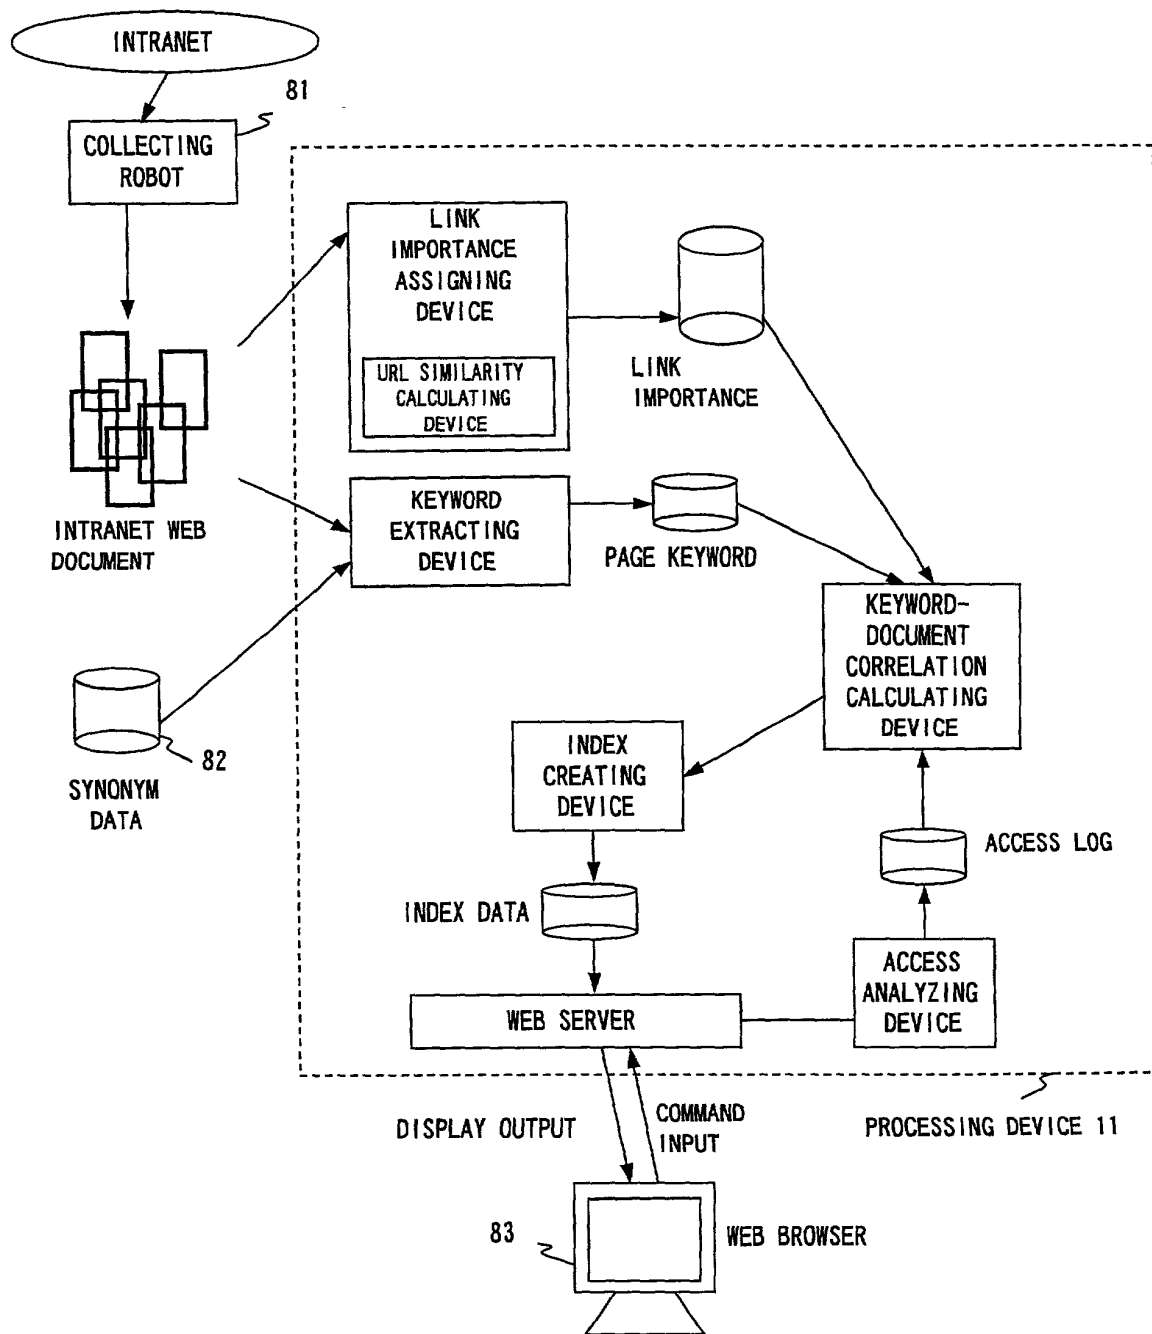 INTRANET
81
COLLECTING
ROBOT
LINK
IMPORTANCE
ASSIGNING
DEVICE
URL SIMILARITY
CALCULATING
DEVICE
LINK
IMPORTANCE
INTRANET WEB
DOCUMENT
KEYWORD
EXTRACTING
DEVICE
PAGE KEYWORD
KEYWORD-
DOCUMENT
CORRELATION
CALCULATING
DEVICE
82
SYNONYM
DATA
INDEX
CREATING
DEVICE
ACCESS LOG
INDEX DATA
ACCESS
ANALYZING
DEVICE
WEB SERVER
PROCESSING DEVICE 11
DISPLAY OUTPUT
COMMAND
INPUT
83
WEB BROWSER